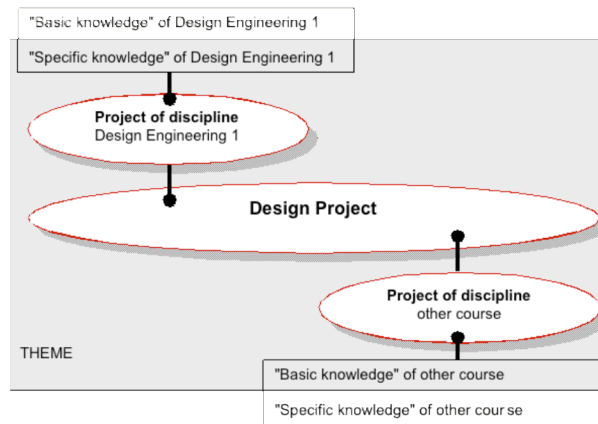 "Basic knowledge" of Design Engineering 1
"Specific knowledge" of Design Engineering 1
Project of discipline
Design Engineering 1
Design Project
Project of discipline
other course
THEME
"Basic knowledge" of other course
"Specific knowledge" of other course